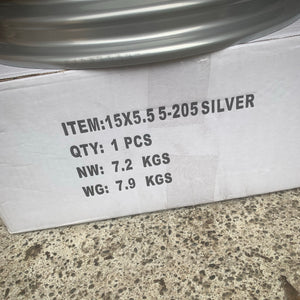 ITEM:15X5.5 5-205 SILVER
QTY: 1 PCS
NW: 7.2 KGS
WG: 7.9 KGS